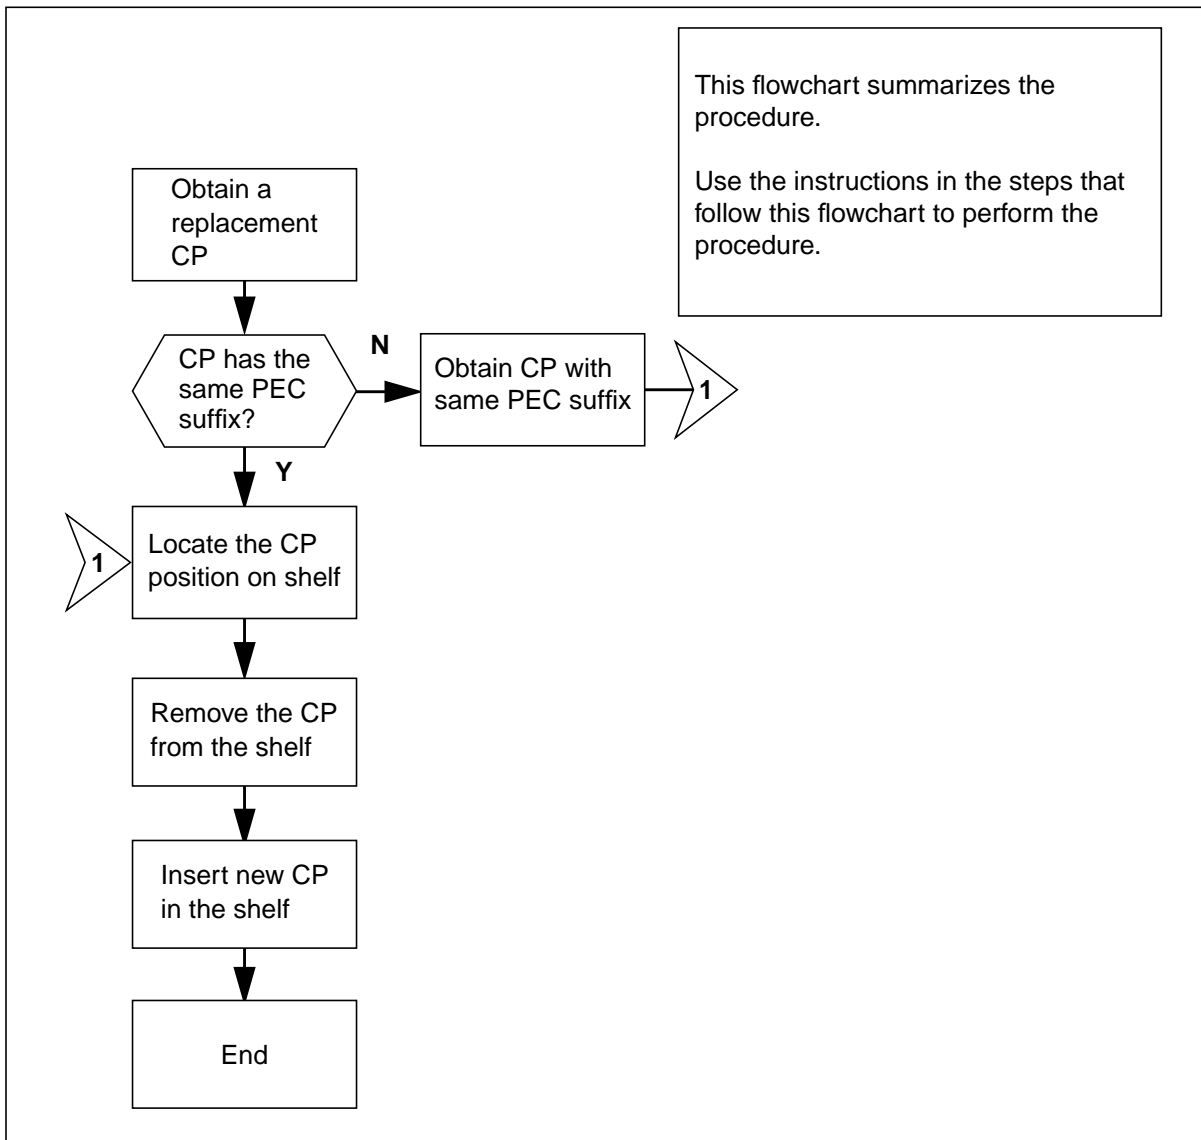 This flowchart summarizes the
procedure.
Use the instructions in the steps that
follow this flowchart to perform the
procedure.
Obtain a
replacement
CP
CP has the
same PEC
suffix?
N
Obtain CP with
same PEC suffix
1
Y
1
Locate the CP
position on shelf
Remove the CP
from the shelf
Insert new CP
in the shelf
End